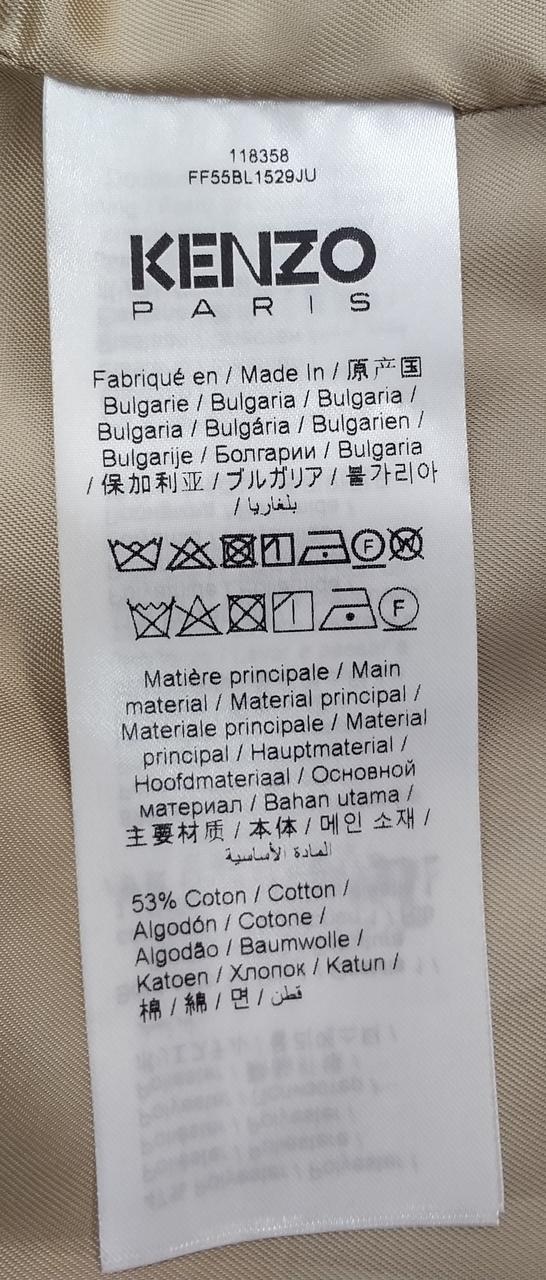 118358
FF55BL1529JU
KENZO
PARIS
Fabriqué en / Made In / 原产国
Bulgarie / Bulgaria / Bulgaria /
Bulgaria / Bulgária / Bulgarien /
Bulgarije / Болгарии / Bulgaria
/ 保加利亚 / ブルガリア / 불가리아
/ بلغاريا
F W
F
Matière principale / Main
material / Material principal /
Materiale principale / Material
principal / Hauptmaterial /
Hoofdmateriaal / Основной
материал / Bahan utama /
主要材质 / 本体 / 메인 소재 /
المادة الأساسية
53% Coton / Cotton /
Algodón / Cotone /
Algodão / Baumwolle /
Katoen / Хлопок / Katun /
棉 / 綿 / 면 / قطن